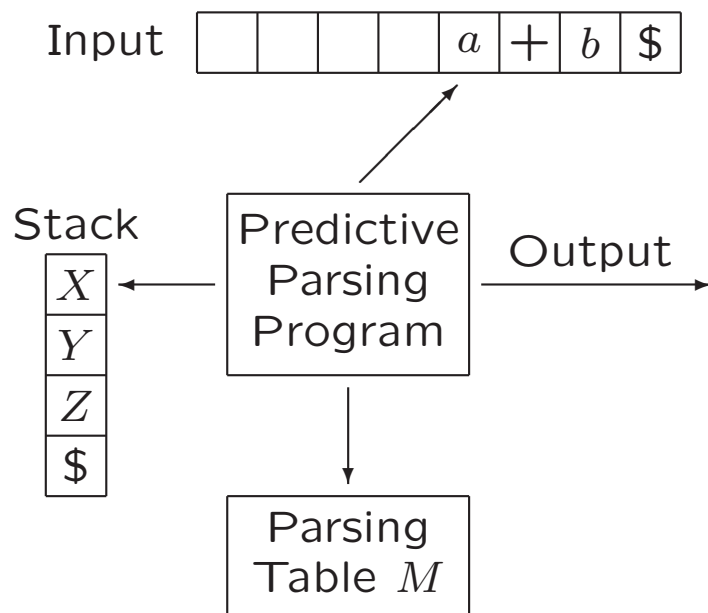 Input a + b $
Stack
X
Y
Z
$
Predictive
Parsing
Program
Output
Parsing
Table M